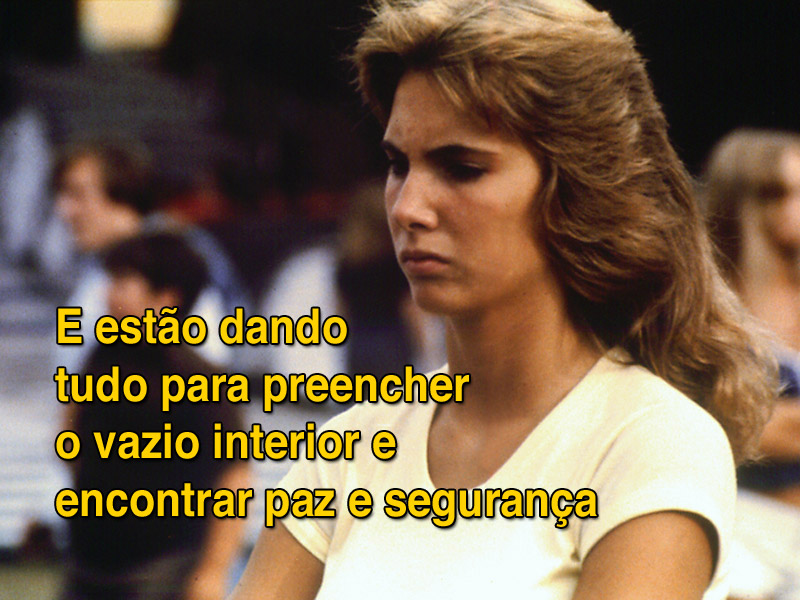 E estão dando
tudo para preencher
o vazio interior e
encontrar paz e segurança